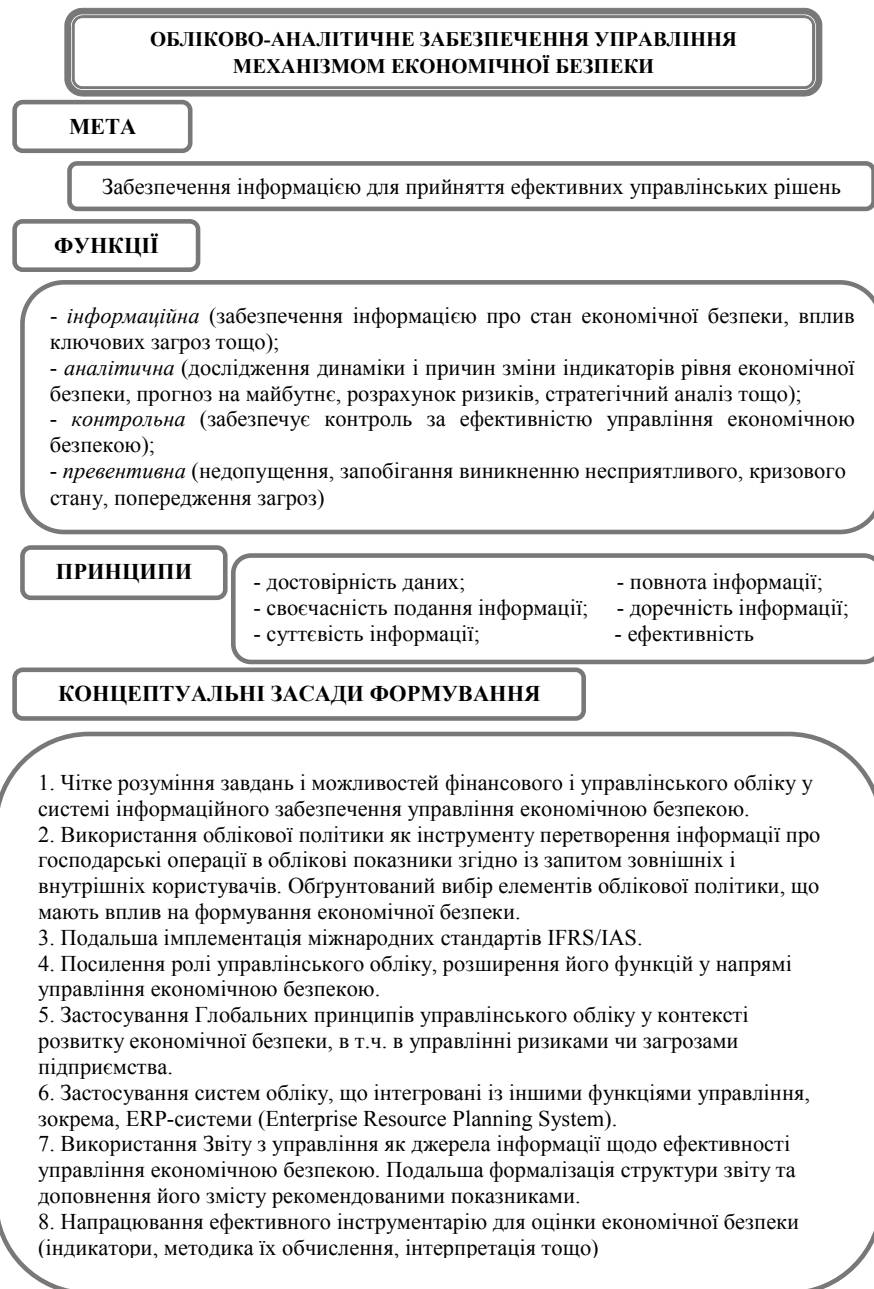 ОБЛІКОВО-АНАЛІТИЧНЕ ЗАБЕЗПЕЧЕННЯ УПРАВЛІННЯ
МЕХАНІЗМОМ ЕКОНОМІЧНОЇ БЕЗПЕКИ
МЕТА
Забезпечення інформацією для прийняття ефективних управлінських рішень
ФУНКЦІЇ
- інформаційна (забезпечення інформацією про стан економічної безпеки, вплив
ключових загроз тощо);
- аналітична (дослідження динаміки і причин зміни індикаторів рівня економічної
безпеки, прогноз на майбутнє, розрахунок ризиків, стратегічний аналіз тощо);
- контрольна (забезпечує контроль за ефективністю управління економічною
безпекою);
- превентивна (недопущення, запобігання виникненню несприятливого, кризового
стану, попередження загроз)
ПРИНЦИПИ
- достовірність даних; - повнота інформації;
- своєчасність подання інформації; - доречність інформації;
- суттєвість інформації; - ефективність
КОНЦЕПТУАЛЬНІ ЗАСАДИ ФОРМУВАННЯ
1. Чітке розуміння завдань і можливостей фінансового і управлінського обліку у
системі інформаційного забезпечення управління економічною безпекою.
2. Використання облікової політики як інструменту перетворення інформації про
господарські операції в облікові показники згідно із запитом зовнішніх і
внутрішніх користувачів. Обґрунтований вибір елементів облікової політики, що
мають вплив на формування економічної безпеки.
3. Подальша імплементація міжнародних стандартів IFRS/IAS.
4. Посилення ролі управлінського обліку, розширення його функцій у напрямі
управління економічною безпекою.
5. Застосування Глобальних принципів управлінського обліку у контексті
розвитку економічної безпеки, в т.ч. в управлінні ризиками чи загрозами
підприємства.
6. Застосування систем обліку, що інтегровані із іншими функціями управління,
зокрема, ERP-системи (Enterprise Resource Planning System).
7. Використання Звіту з управління як джерела інформації щодо ефективності
управління економічною безпекою. Подальша формалізація структури звіту та
доповнення його змісту рекомендованими показниками.
8. Напрацювання ефективного інструментарію для оцінки економічної безпеки
(індикатори, методика їх обчислення, інтерпретація тощо)